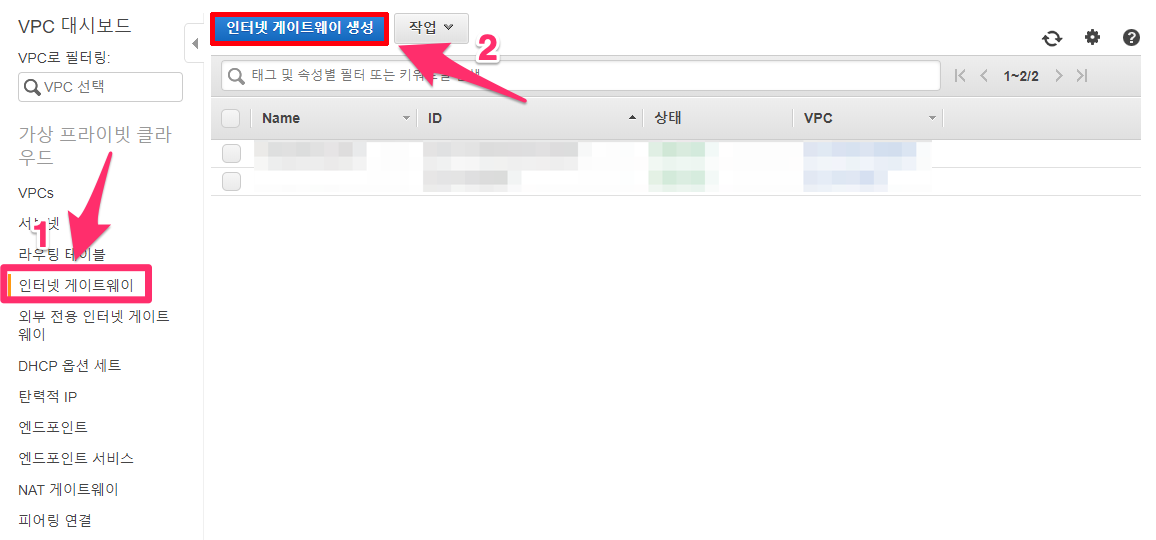 VPC 대시보드
VPC로 필터링:
VPC 선택
가상 프라이빗 클라
우드
VPCs
서브넷
1
라우팅 테이블
인터넷 게이트웨이
외부 전용 인터넷 게이트
웨이
DHCP 옵션 세트
탄력적 IP
엔드포인트
엔드포인트 서비스
NAT 게이트웨이
피어링 연결
인터넷 게이트웨이 생성
작업
2
태그 및 속성별 필터 또는
1~2/2
Name
ID
상태
VPC